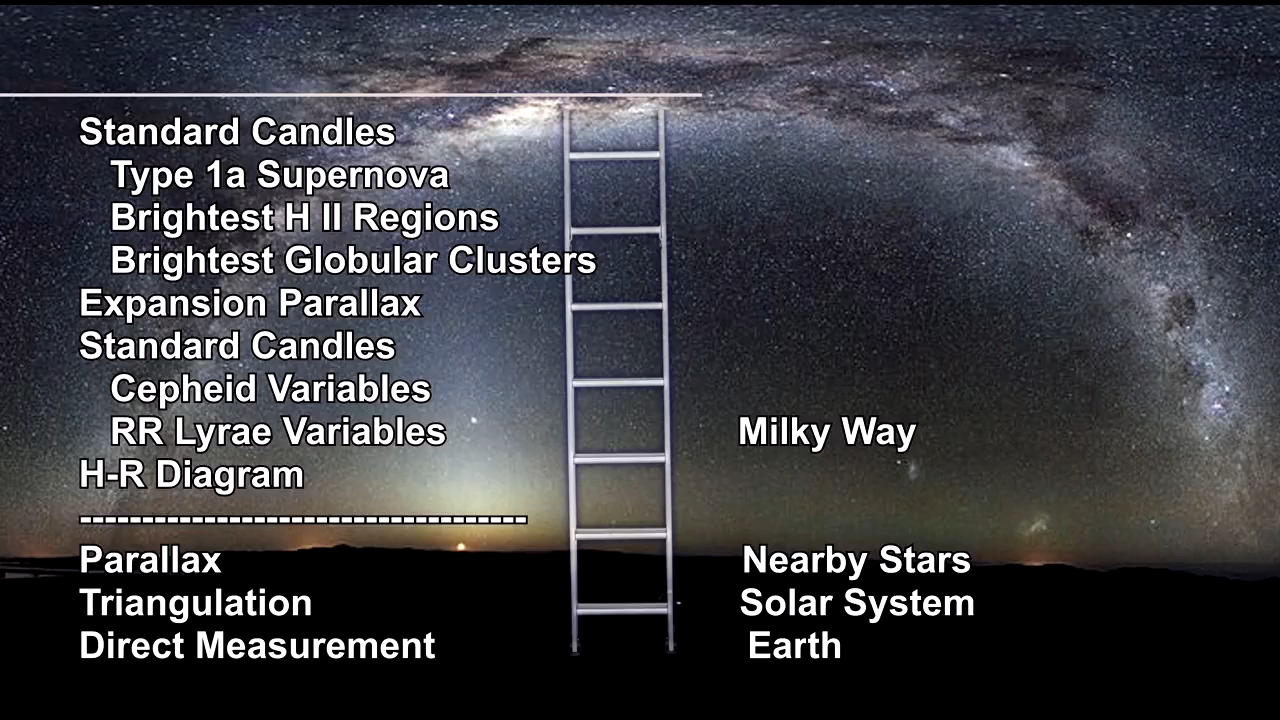 Standard Candles
Type 1a Supernova
Brightest H II Regions
Brightest Globular Clusters
Expansion Parallax
Standard Candles
Cepheid Variables
RR Lyrae Variables Milky Way
H-R Diagram
------------------------------------
Parallax Nearby Stars
Triangulation Solar System
Direct Measurement Earth